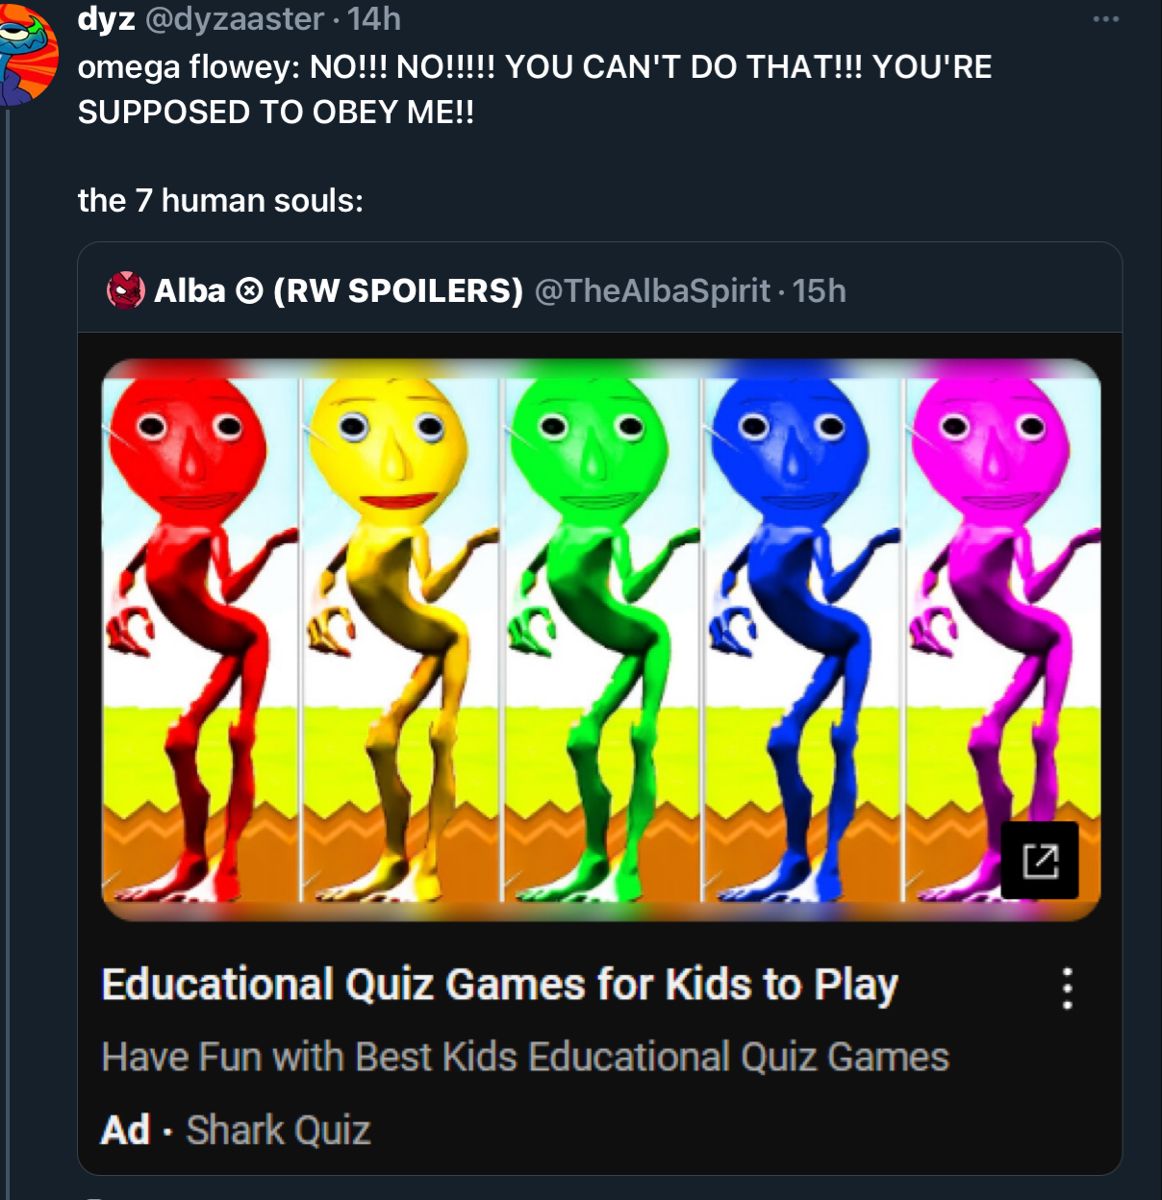 dyz @dyzaaster · 14h
omega flowey: NO!!! NO!!!!! YOU CAN'T DO THAT!!! YOU'RE
SUPPOSED TO OBEY ME!!
the 7 human souls:
Alba ⊗ (RW SPOILERS) @TheAlbaSpirit · 15h
Educational Quiz Games for Kids to Play
Have Fun with Best Kids Educational Quiz Games
Ad · Shark Quiz